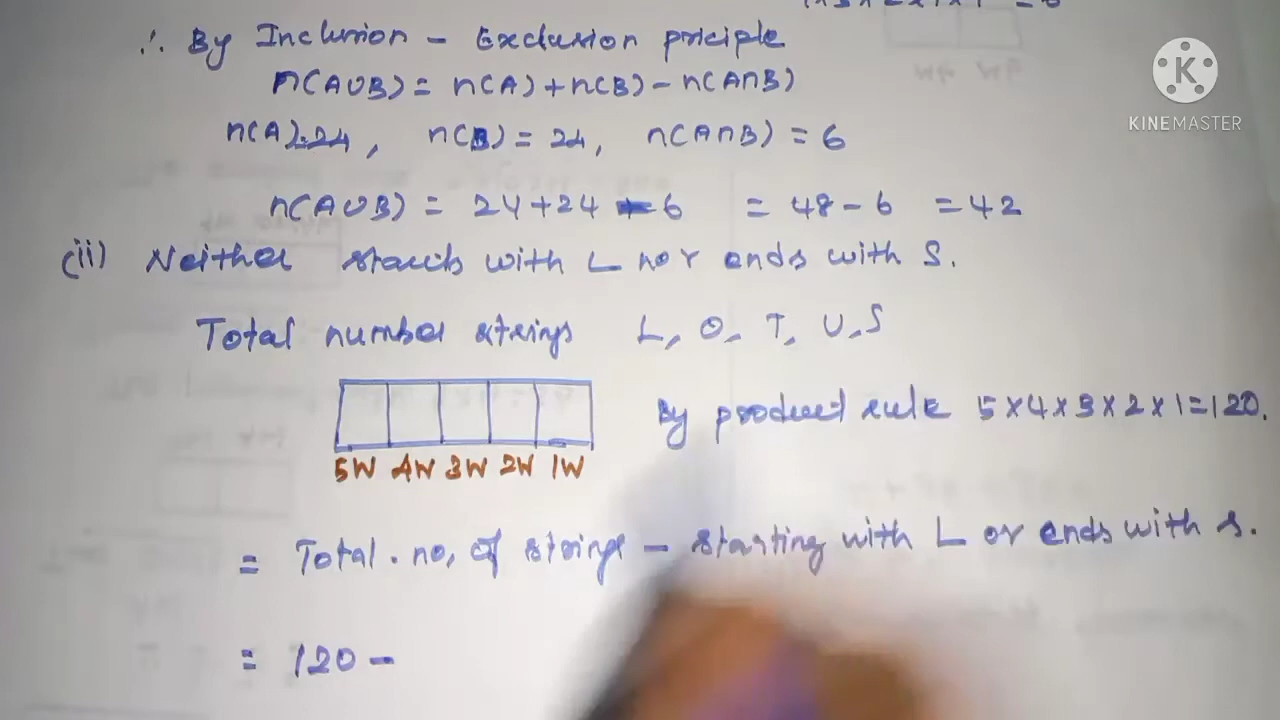 ∴ By Inclusion - Exclusion priciple
n(A∪B) = n(A) + n(B) - n(A∩B)
n(A) = 24, n(B) = 24, n(A∩B) = 6
n(A∪B) = 24 + 24 - 6 = 48 - 6 = 42
(ii) Neither starts with L nor ends with S.
Total number strings L, O, T, U, S
By product rule 5×4×3×2×1=120.
5W 4W 3W 2W 1W
= Total . no, of strings - starting with L or ends with s.
= 120 -
KINEMASTER